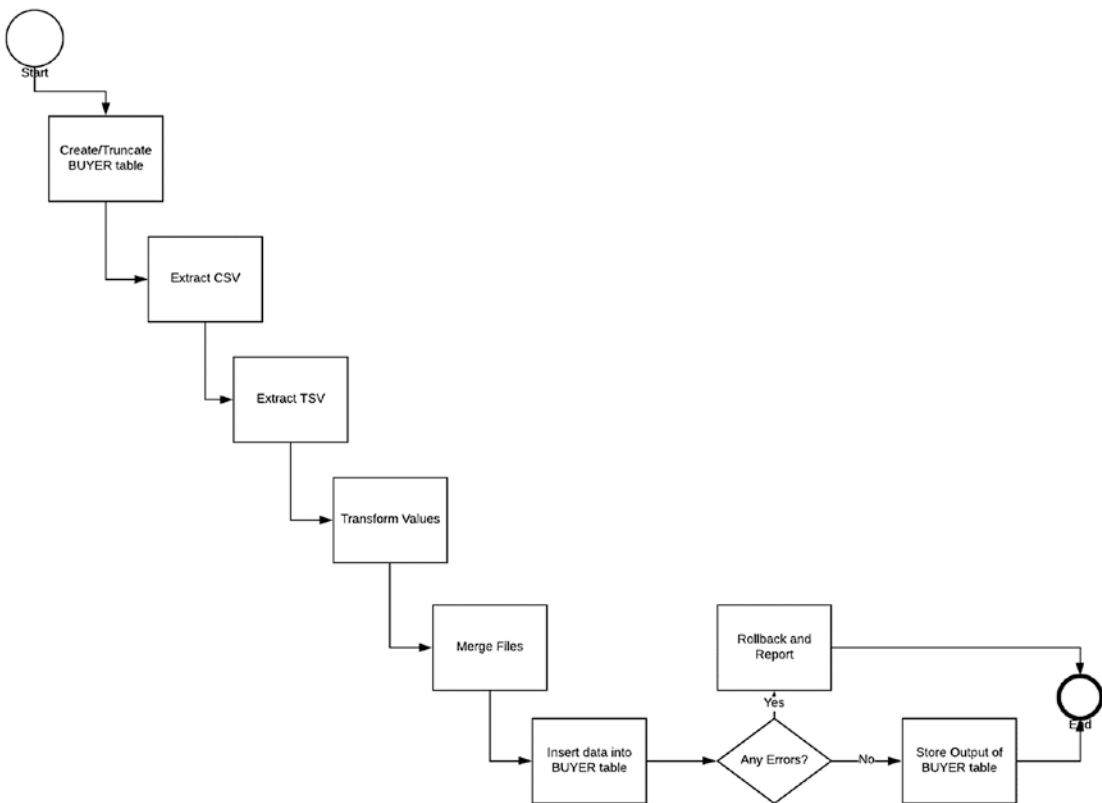 Start
Create/Truncate
BUYER table
Extract CSV
Extract TSV
Transform Values
Merge Files
Rollback and
Report
Yes
End
Insert data into
BUYER table
Any Errors?
No
Store Output of
BUYER table